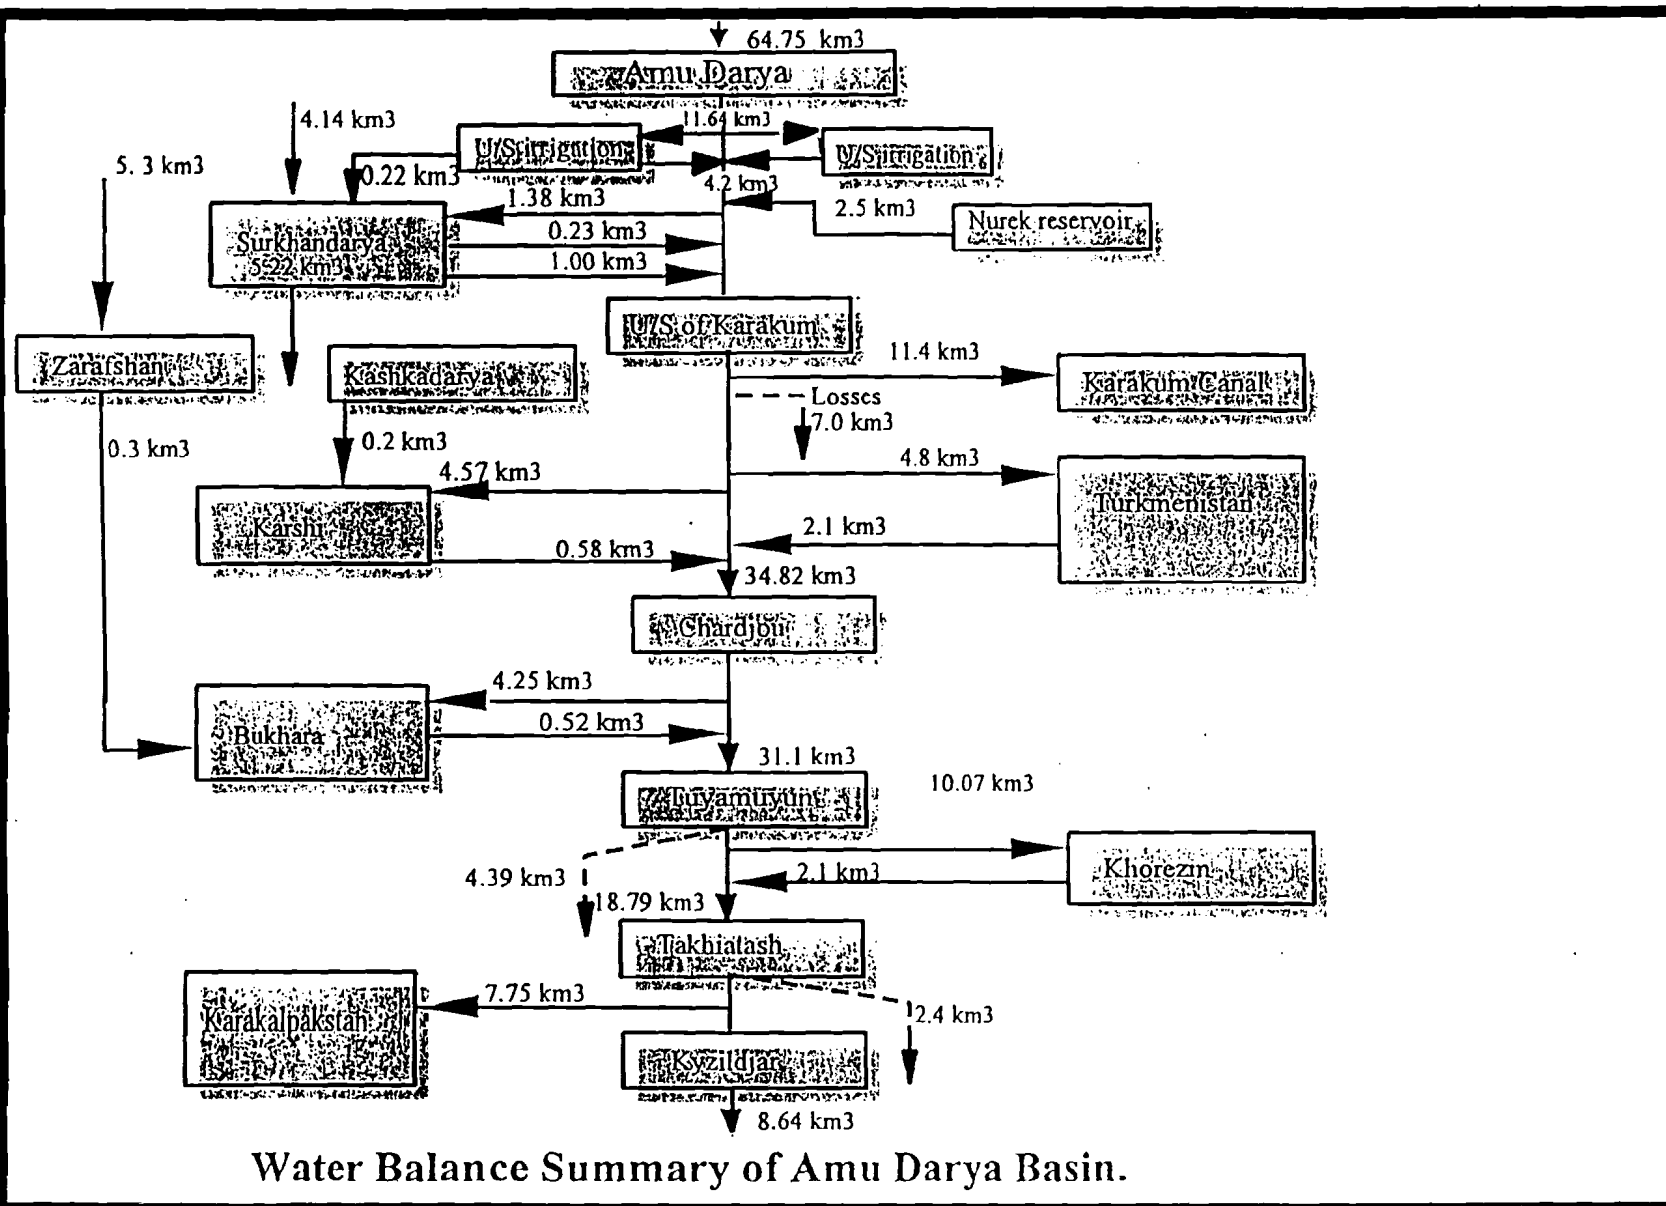 64.75 km3
Amu Darya
4.14 km3
11.64 km3
5. 3 km3
U/S irrigation
U/S irrigation
0.22 km3
4.2 km3
1.38 km3
2.5 km3
Nurek reservoir
Surkhandarya
5.22 km3
0.23 km3
1.00 km3
U/S of Karakum
11.4 km3
Zarafshan
Kashkadarya
Karakum Canal
Losses
7.0 km3
0.3 km3
0.2 km3
4.57 km3
4.8 km3
Turkmenistan
Karshi
2.1 km3
0.58 km3
34.82 km3
Chardjou
4.25 km3
0.52 km3
Bukhara
31.1 km3
10.07 km3
Tuyamuyun
4.39 km3
2.1 km3
Khorezm
18.79 km3
Takhiatash
7.75 km3
2.4 km3
Karakalpakstan
Kyzildjar
8.64 km3
Water Balance Summary of Amu Darya Basin.